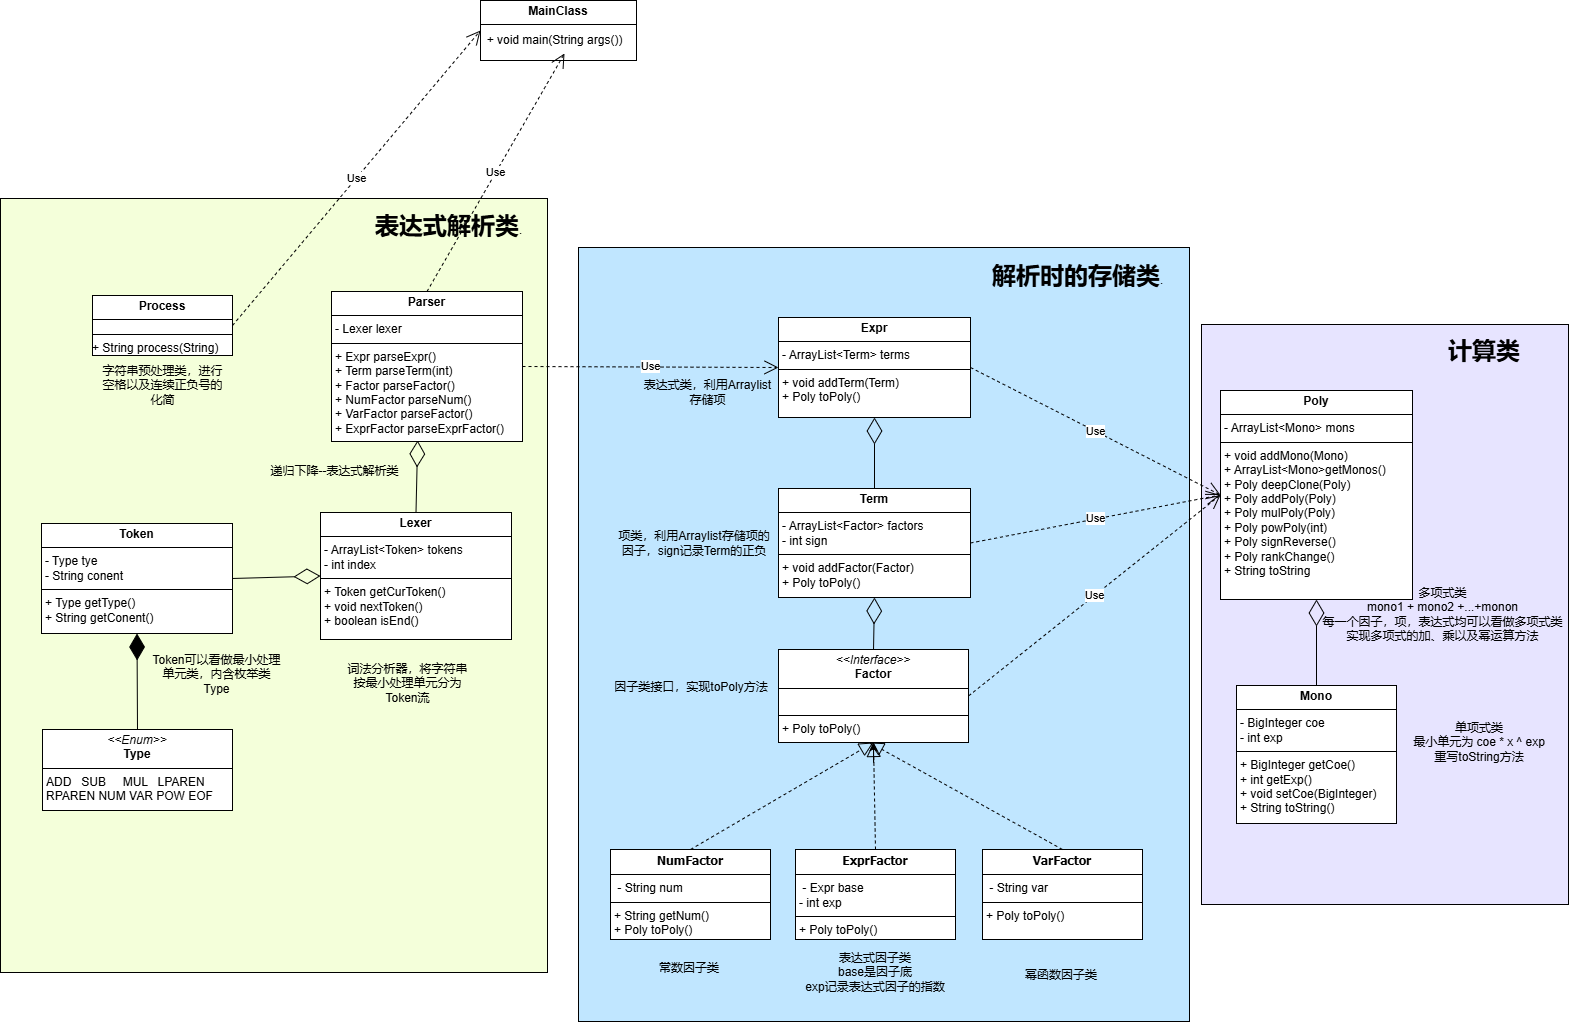 MainClass
+ void main(String args())
Use
Use
表达式解析类
Process
+ String process(String)
字符串预处理类，进行
空格以及连续正负号的
化简
Parser
- Lexer lexer
+ Expr parseExpr()
+ Term parseTerm(int)
+ Factor parseFactor()
+ NumFactor parseNum()
+ VarFactor parseFactor()
+ ExprFactor parseExprFactor()
递归下降--表达式解析类
Token
- Type tye
- String conent
+ Type getType()
+ String getConent()
Lexer
- ArrayList<Token> tokens
- int index
+ Token getCurToken()
+ void nextToken()
+ boolean isEnd()
Token可以看做最小处理
单元类，内含枚举类
Type
词法分析器，将字符串
按最小处理单元分为
Token流
<<Enum>>
Type
ADD SUB MUL LPAREN
RPAREN NUM VAR POW EOF
Use
解析时的存储类
Expr
- ArrayList<Term> terms
+ void addTerm(Term)
+ Poly toPoly()
表达式类，利用Arraylist
存储项
Term
- ArrayList<Factor> factors
- int sign
+ void addFactor(Factor)
+ Poly toPoly()
项类，利用Arraylist存储项的
因子，sign记录Term的正负
<<Interface>>
Factor
+ Poly toPoly()
因子类接口，实现toPoly方法
NumFactor
- String num
+ String getNum()
+ Poly toPoly()
常数因子类
ExprFactor
- Expr base
- int exp
+ Poly toPoly()
表达式因子类
base是因子底
exp记录表达式因子的指数
VarFactor
- String var
+ Poly toPoly()
幂函数因子类
Use
Use
Use
计算类
Poly
- ArrayList<Mono> mons
+ void addMono(Mono)
+ ArrayList<Mono>getMonos()
+ Poly deepClone(Poly)
+ Poly addPoly(Poly)
+ Poly mulPoly(Poly)
+ Poly powPoly(int)
+ Poly signReverse()
+ Poly rankChange()
+ String toString
多项式类
mono1 + mono2 +...+monon
每一个因子，项，表达式均可以看做多项式类
实现多项式的加、乘以及幂运算方法
Mono
- BigInteger coe
- int exp
+ BigInteger getCoe()
+ int getExp()
+ void setCoe(BigInteger)
+ String toString()
单项式类
最小单元为 coe * x ^ exp
重写toString方法